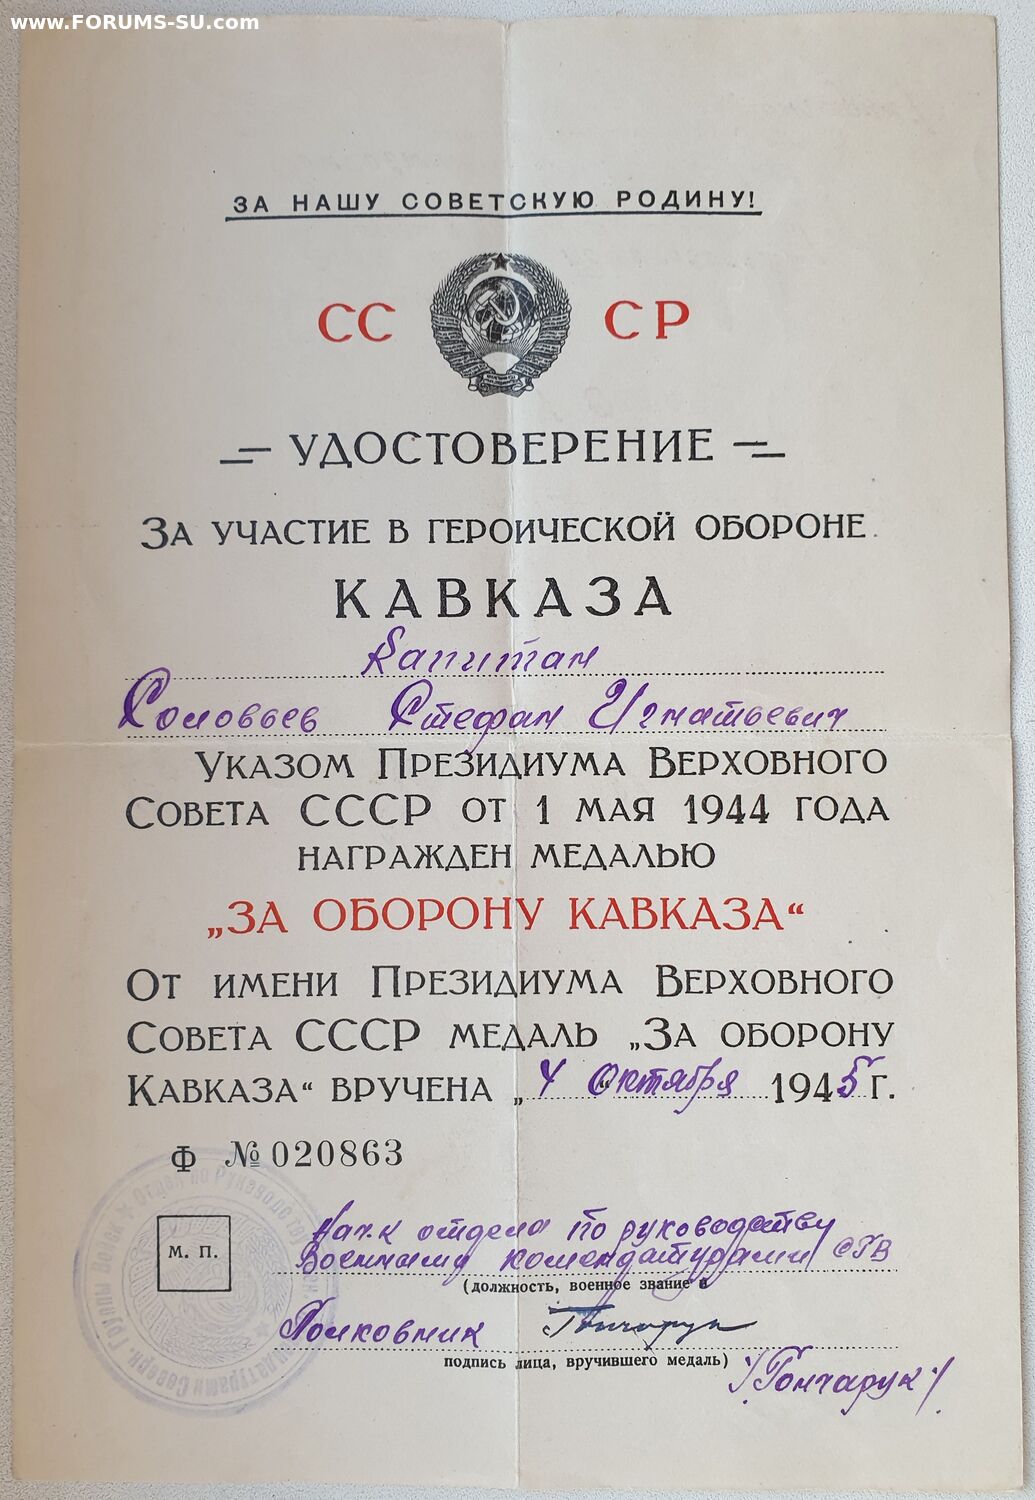 www.FORUMS-SU.com
ЗА НАШУ СОВЕТСКУЮ РОДИНУ!
СС СР
УДОСТОВЕРЕНИЕ
ЗА УЧАСТИЕ В ГЕРОИЧЕСКОЙ ОБОРОНЕ
КАВКАЗА
Капитан
Соловьев Стефан Игнатьевич
УКАЗОМ ПРЕЗИДИУМА ВЕРХОВНОГО
СОВЕТА СССР ОТ 1 МАЯ 1944 ГОДА
НАГРАЖДЕН МЕДАЛЬЮ
„ЗА ОБОРОНУ КАВКАЗА“
ОТ ИМЕНИ ПРЕЗИДИУМА ВЕРХОВНОГО
СОВЕТА СССР МЕДАЛЬ „ЗА ОБОРОНУ
КАВКАЗА“ ВРУЧЕНА „4“ октября 1945 Г.
Ф № 020863
М. П.
Нач-к отдела по руководству
Военными комендатурами СГВ
(должность, военное звание и
Полковник Гончарук
подпись лица, вручившего медаль)
/Гончарук/